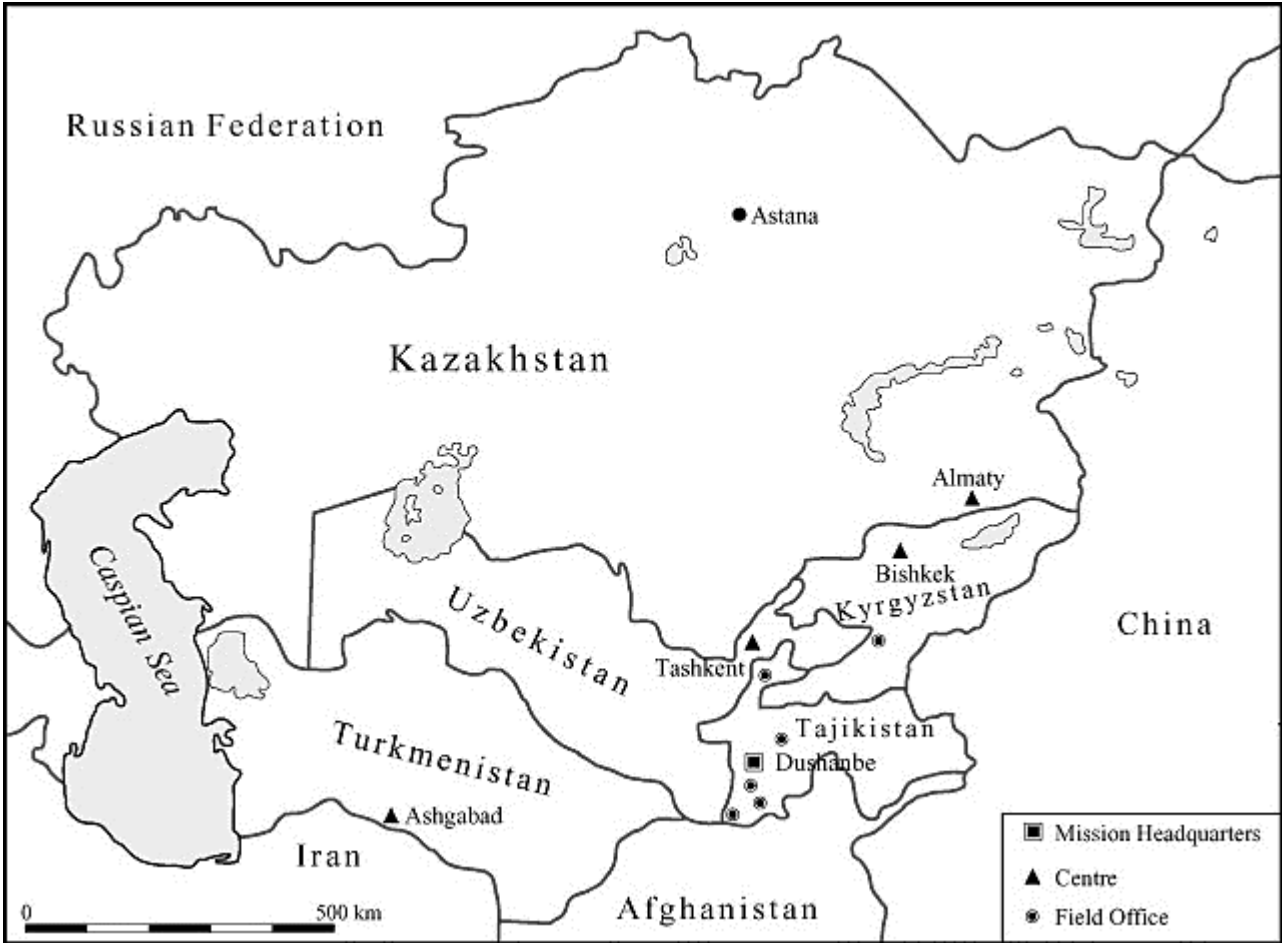 Russian Federation
Astana
Kazakhstan
Almaty
Bishkek
Kyrgyzstan
China
Caspian Sea
Uzbekistan
Tashkent
Tajikistan
Dushanbe
Turkmenistan
Ashgabad
Iran
Afghanistan
Mission Headquarters
Centre
Field Office
0 500 km